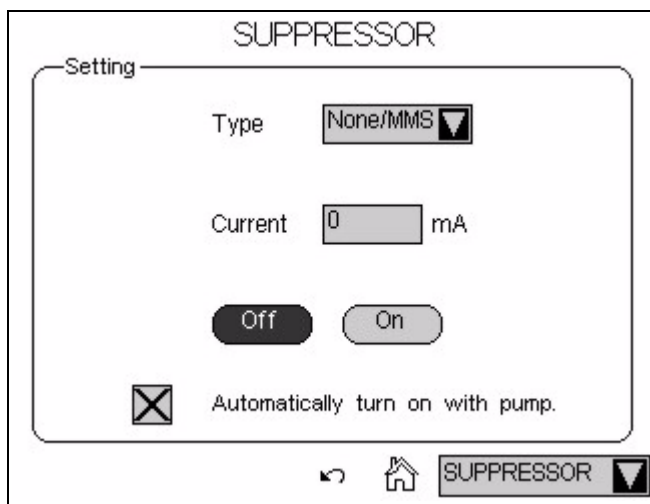 SUPPRESSOR
Setting
Type None/MMS
Current 0 mA
Off On
Automatically turn on with pump.
SUPPRESSOR